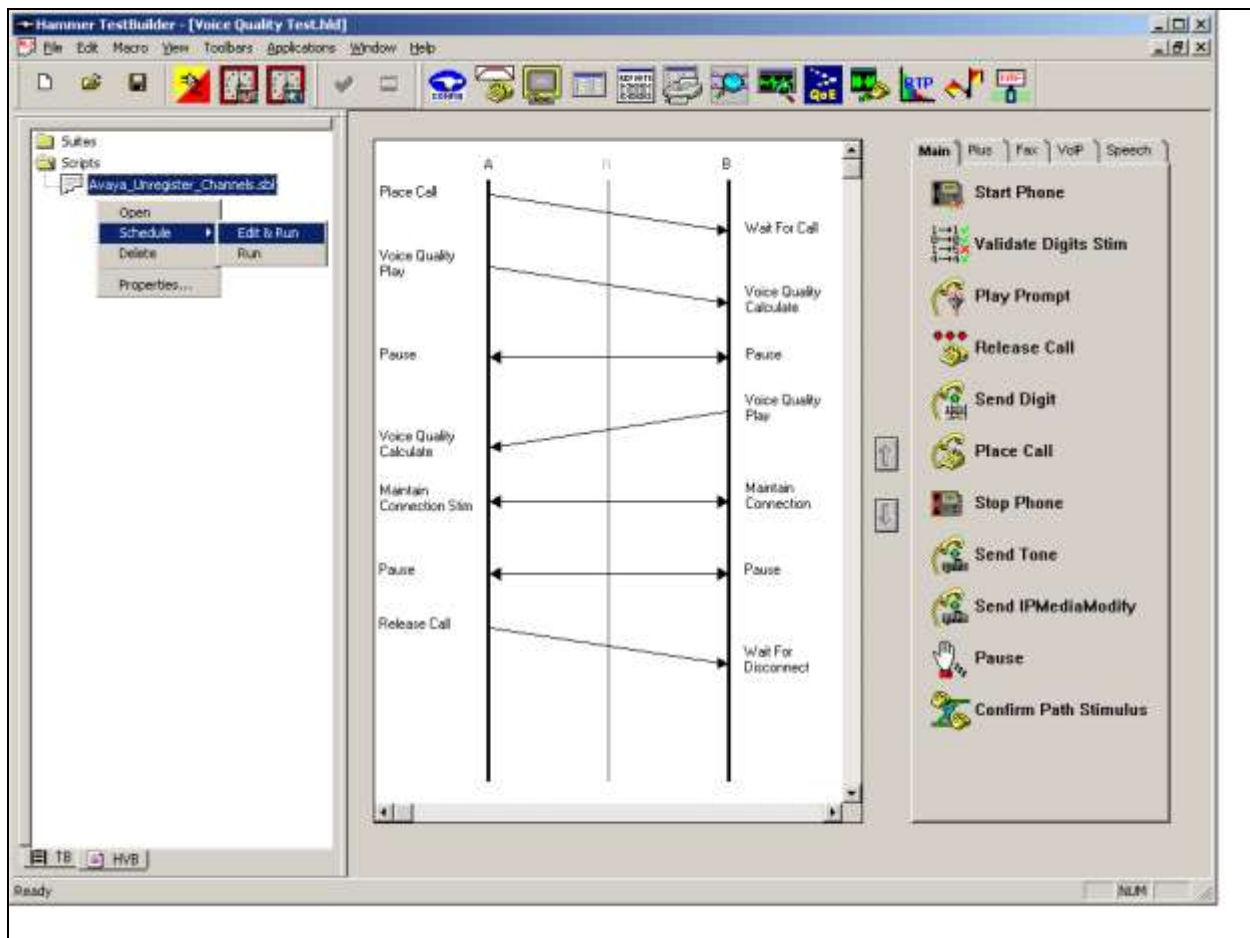 Hammer TestBuilder - [Voice Quality Test.hld]
File Edit Macro View Toolbars Applications Window Help
CONFIG
QoE
RTP
Suites
Scripts
Avaya_Unregister_Channels.sbl
Open
Schedule
Delete
Properties...
Edit & Run
Run
A
B
Place Call
Wait For Call
Voice Quality
Play
Voice Quality
Calculate
Pause
Pause
Voice Quality
Play
Voice Quality
Calculate
Maintain
Connection Stim
Maintain
Connection
Pause
Pause
Release Call
Wait For
Disconnect
Main Plus Fax VoIP Speech
Start Phone
Validate Digits Stim
Play Prompt
Release Call
Send Digit
Place Call
Stop Phone
Send Tone
Send IPMediaModify
Pause
Confirm Path Stimulus
TB HVB
Ready
NUM